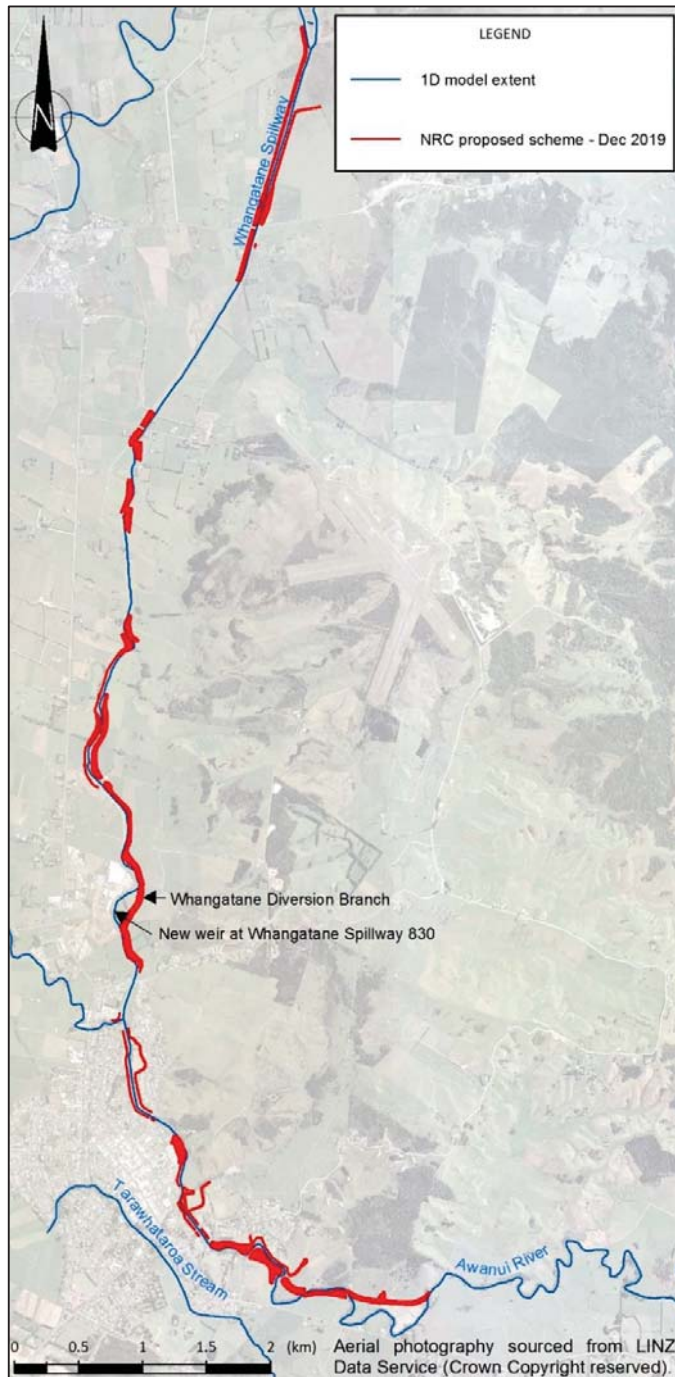 LEGEND
1D model extent
NRC proposed scheme - Dec 2019
N
Whangatane Spillway
Whangatane Diversion Branch
New weir at Whangatane Spillway 830
Tarawhataroa Stream
Awanui River
0 0.5 1 1.5 2 (km)
Aerial photography sourced from LINZ
Data Service (Crown Copyright reserved).